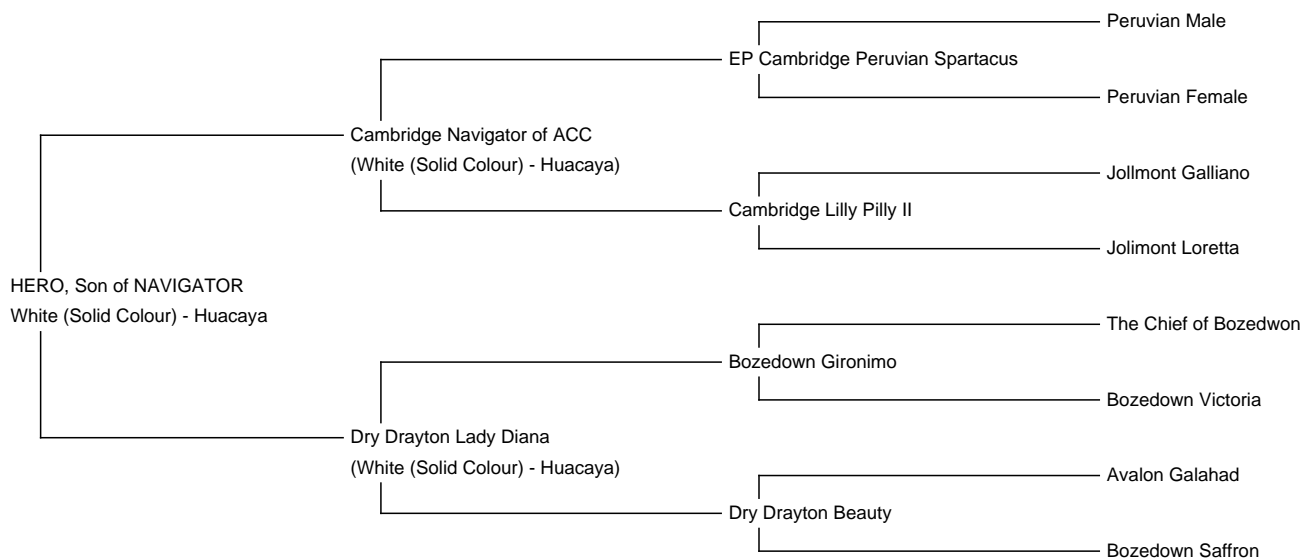 Peruvian Male
EP Cambridge Peruvian Spartacus
Peruvian Female
Cambridge Navigator of ACC
(White (Solid Colour) - Huacaya)
Jollmont Galliano
Cambridge Lilly Pilly II
Jolimont Loretta
HERO, Son of NAVIGATOR
White (Solid Colour) - Huacaya
The Chief of Bozedwon
Bozedown Gironimo
Bozedown Victoria
Dry Drayton Lady Diana
(White (Solid Colour) - Huacaya)
Avalon Galahad
Dry Drayton Beauty
Bozedown Saffron